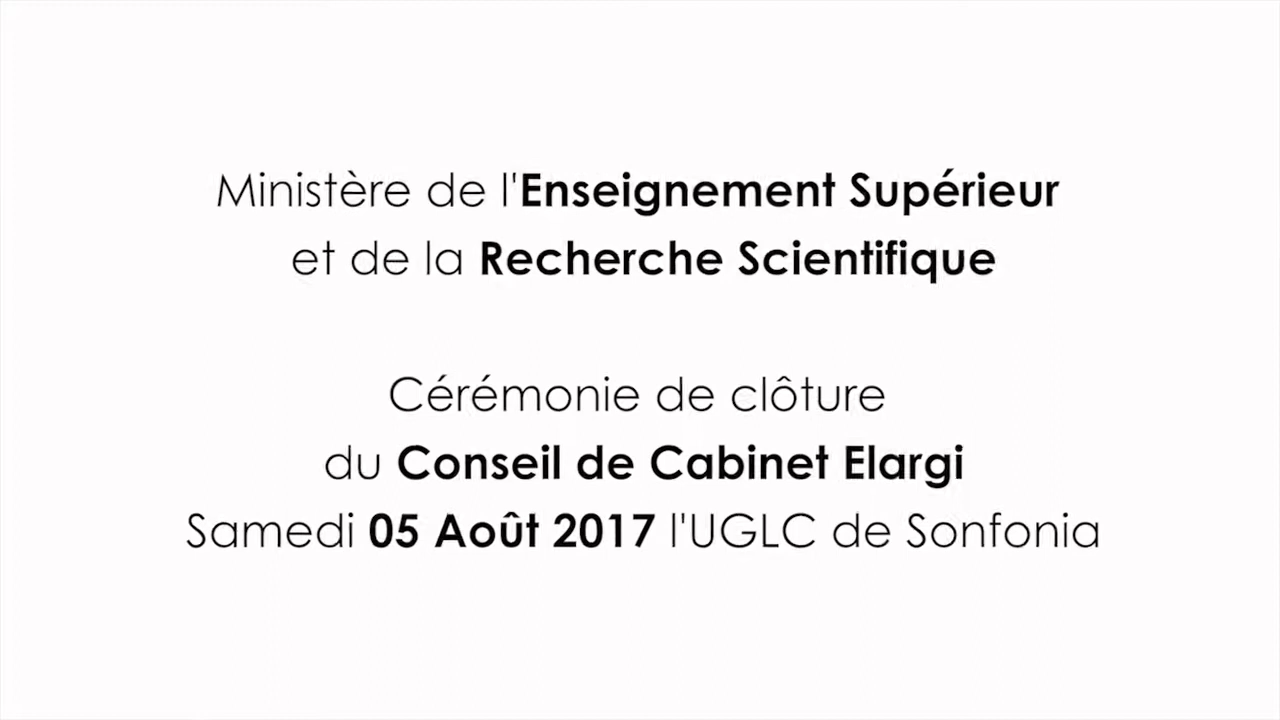 Ministère de l'Enseignement Supérieur
et de la Recherche Scientifique
Cérémonie de clôture
du Conseil de Cabinet Elargi
Samedi 05 Août 2017 l'UGLC de Sonfonia